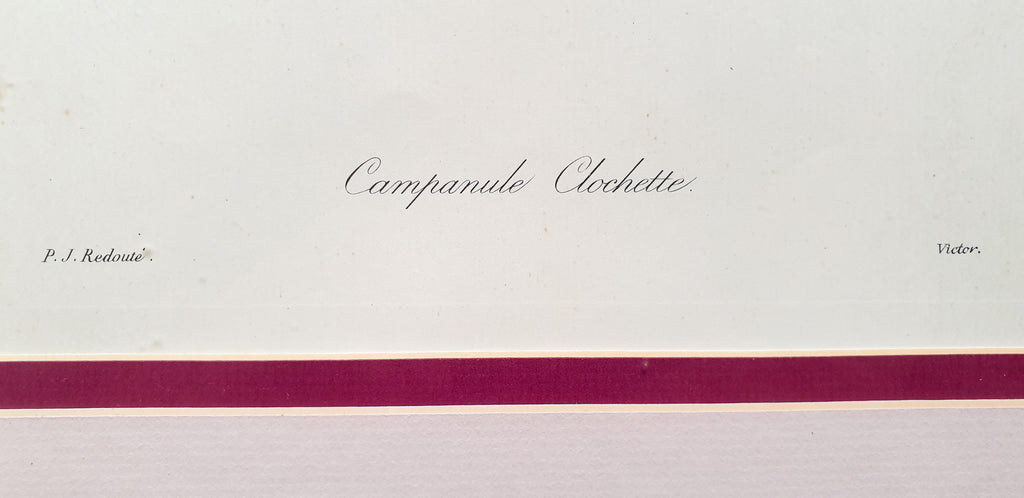 Campanule Clochette.
P. J. Redouté.
Victor.